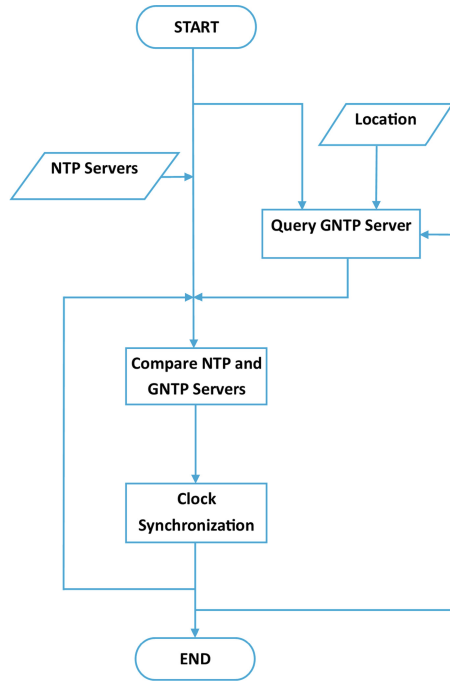 START
Location
NTP Servers
Query GNTP Server
Compare NTP and
GNTP Servers
Clock
Synchronization
END